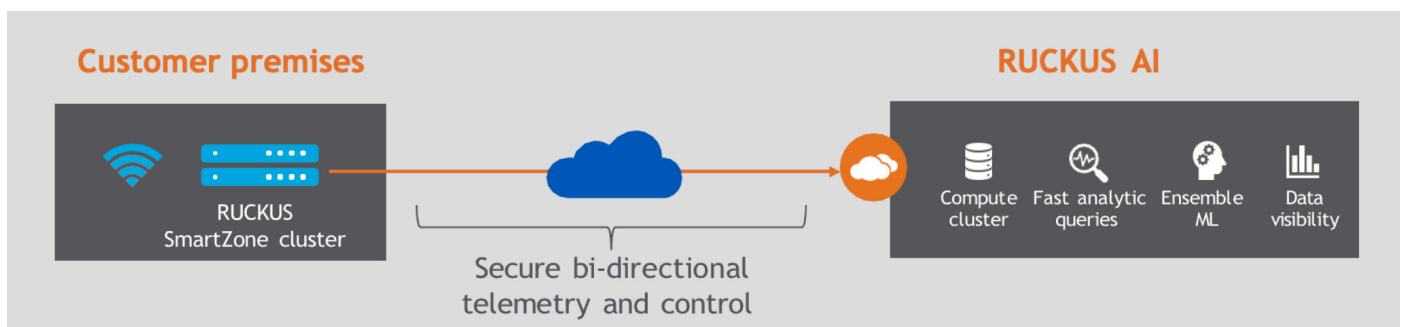 Customer premises
RUCKUS AI
RUCKUS
SmartZone cluster
Secure bi-directional
telemetry and control
Compute
cluster
Fast analytic
queries
Ensemble
ML
Data
visibility